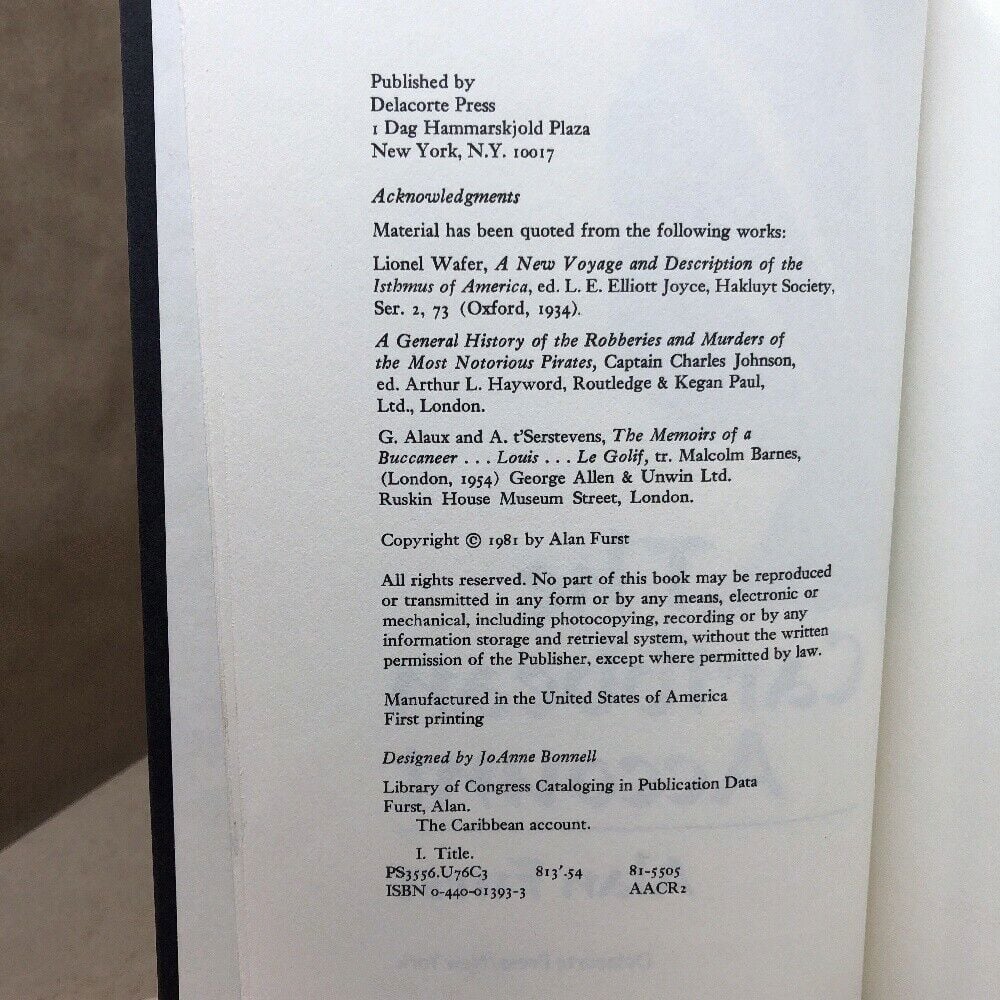 Published by
Delacorte Press
1 Dag Hammarskjold Plaza
New York, N.Y. 10017
Acknowledgments
Material has been quoted from the following works:
Lionel Wafer, A New Voyage and Description of the
Isthmus of America, ed. L. E. Elliott Joyce, Hakluyt Society,
Ser. 2, 73 (Oxford, 1934).
A General History of the Robberies and Murders of
the Most Notorious Pirates, Captain Charles Johnson,
ed. Arthur L. Hayword, Routledge & Kegan Paul,
Ltd., London.
G. Alaux and A. t'Serstevens, The Memoirs of a
Buccaneer . . . Louis . . . Le Golif, tr. Malcolm Barnes,
(London, 1954) George Allen & Unwin Ltd.
Ruskin House Museum Street, London.
Copyright © 1981 by Alan Furst
All rights reserved. No part of this book may be reproduced
or transmitted in any form or by any means, electronic or
mechanical, including photocopying, recording or by any
information storage and retrieval system, without the written
permission of the Publisher, except where permitted by law.
Manufactured in the United States of America
First printing
Designed by JoAnne Bonnell
Library of Congress Cataloging in Publication Data
Furst, Alan.
The Caribbean account.
I. Title.
PS3556.U76C3 813'.54 81-5505
ISBN 0-440-01393-3 AACR2